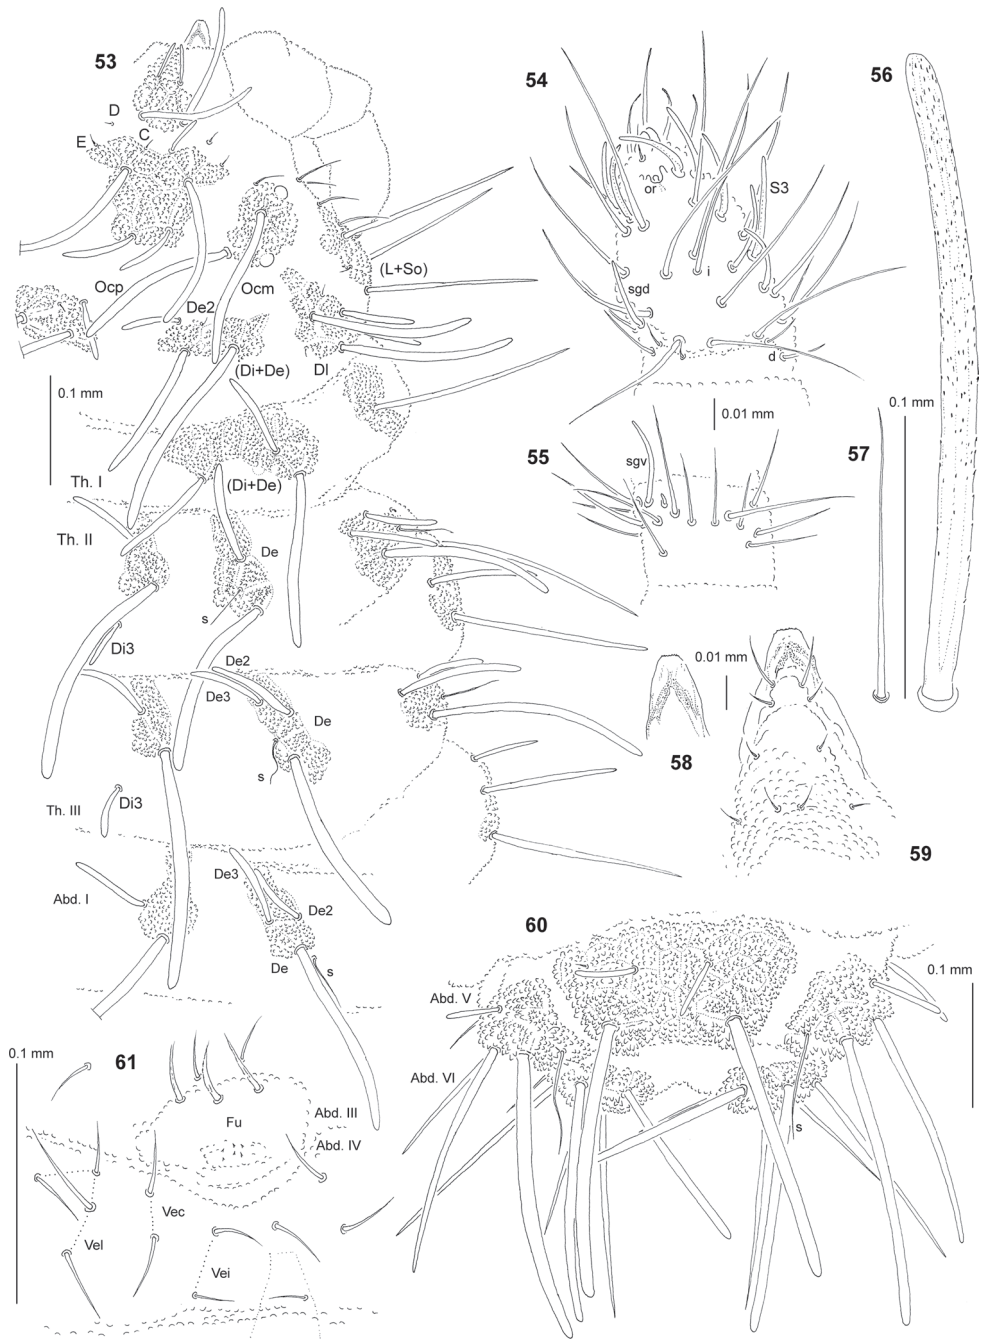 53
D
E
C
Ocp
Ocm
(L+So)
De2
(Di+De)
Dl
0.1 mm
Th. I
(Di+De)
Th. II
De
s
Di3
De2
De3
De
s
Th. III
Di3
De3
Abd. I
De2
De
s
54
or
S3
i
sgd
d
0.01 mm
55
sgv
56
0.1 mm
57
0.01 mm
58
59
60
Abd. V
0.1 mm
Abd. VI
s
0.1 mm
61
Fu
Abd. III
Abd. IV
Vec
Vel
Vei